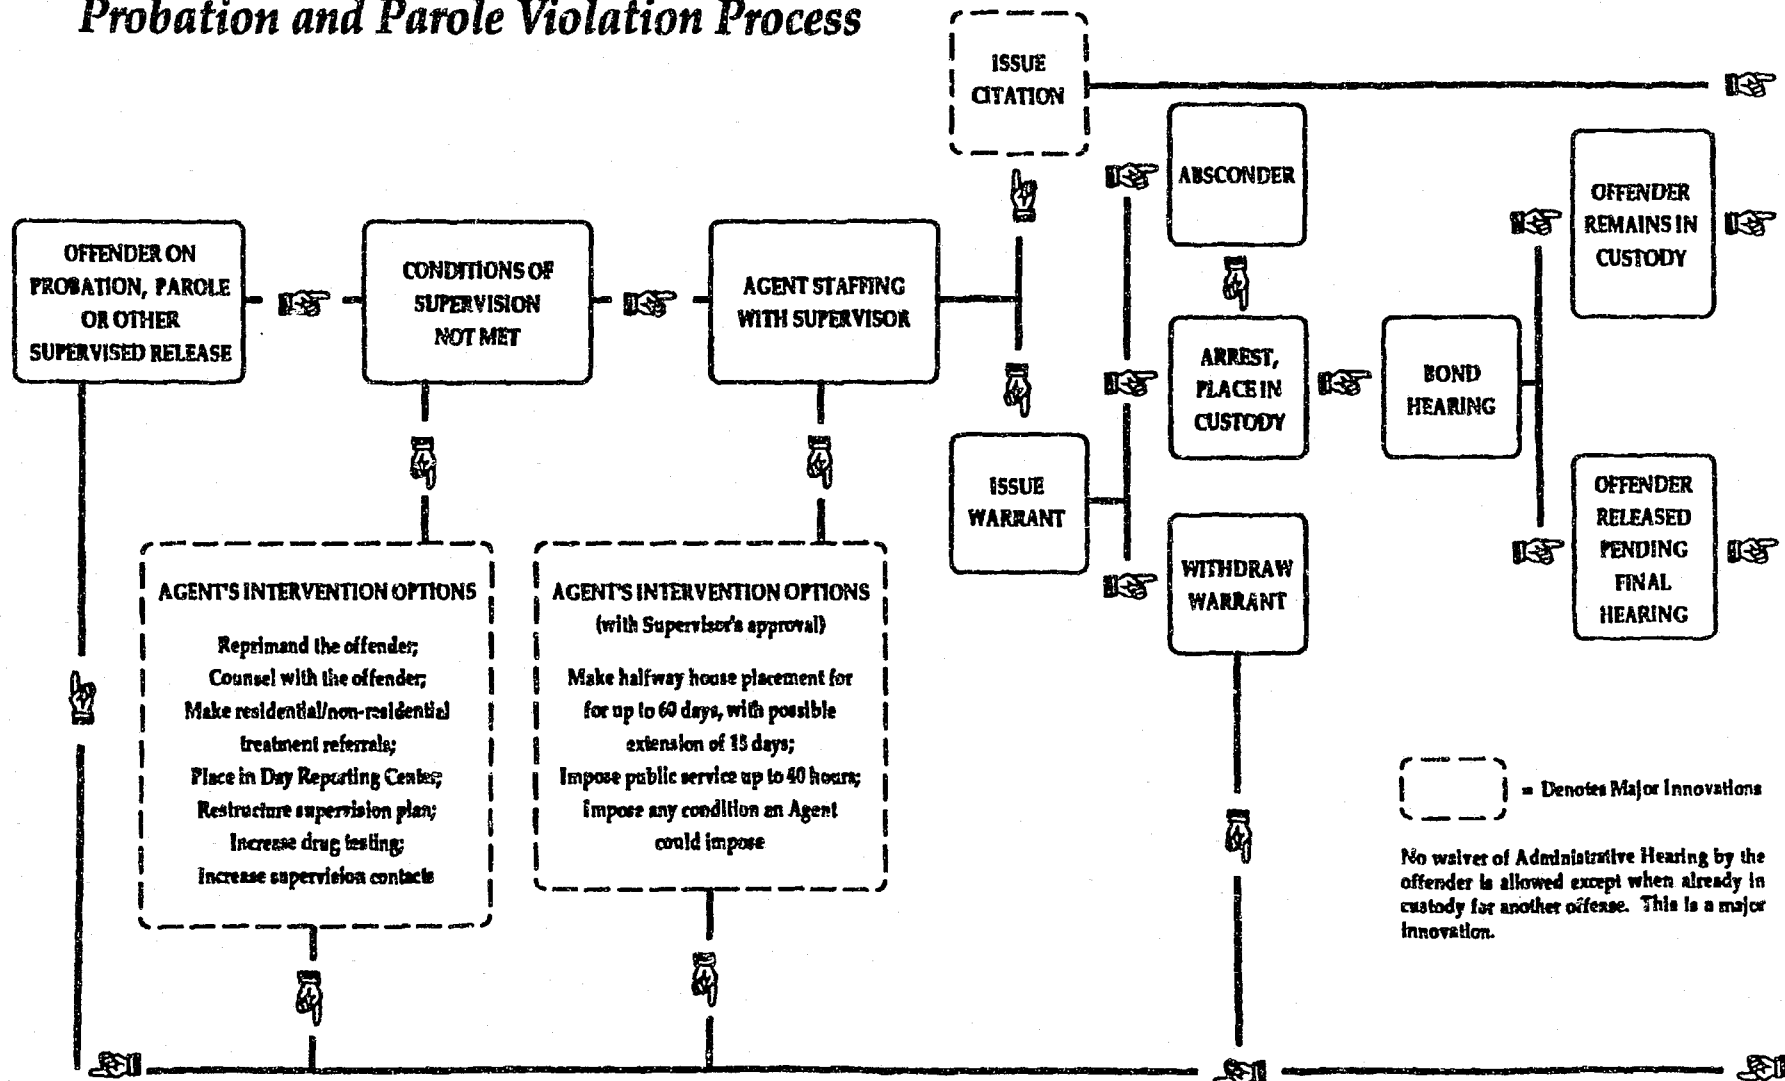 Probation and Parole Violation Process
ISSUE
CITATION
ABSCONDER
OFFENDER
REMAINS IN
CUSTODY
OFFENDER ON
PROBATION, PAROLE
OR OTHER
SUPERVISED RELEASE
CONDITIONS OF
SUPERVISION
NOT MET
AGENT STAFFING
WITH SUPERVISOR
ARREST,
PLACE IN
CUSTODY
BOND
HEARING
ISSUE
WARRANT
OFFENDER
RELEASED
PENDING
FINAL
HEARING
WITHDRAW
WARRANT
AGENT'S INTERVENTION OPTIONS
Reprimand the offender;
Counsel with the offender;
Make residential/non-residential
treatment referrals;
Place in Day Reporting Center;
Restructure supervision plan;
Increase drug testing;
Increase supervision contacts
AGENT'S INTERVENTION OPTIONS
(with Supervisor's approval)
Make halfway house placement for
for up to 60 days, with possible
extension of 15 days;
Impose public service up to 40 hours;
Impose any condition an Agent
could impose
= Denotes Major Innovations
No waiver of Administrative Hearing by the
offender is allowed except when already in
custody for another offense. This is a major
innovation.